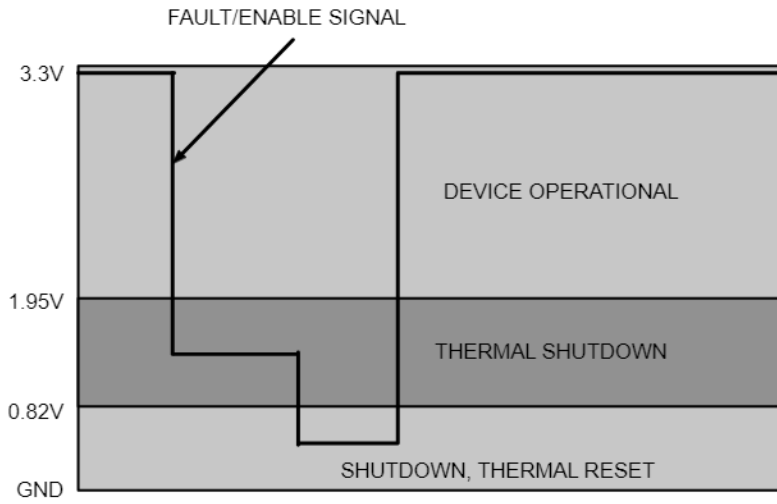 FAULT/ENABLE SIGNAL
3.3V
DEVICE OPERATIONAL
1.95V
THERMAL SHUTDOWN
0.82V
SHUTDOWN, THERMAL RESET
GND